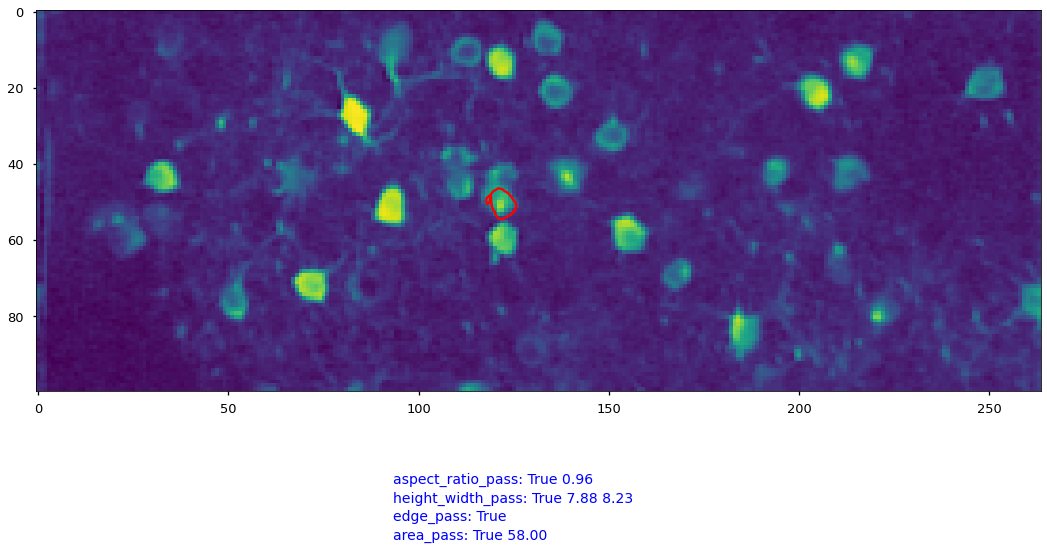 0
20
40
60
80
0 50 100 150 200 250
aspect_ratio_pass: True 0.96
height_width_pass: True 7.88 8.23
edge_pass: True
area_pass: True 58.00